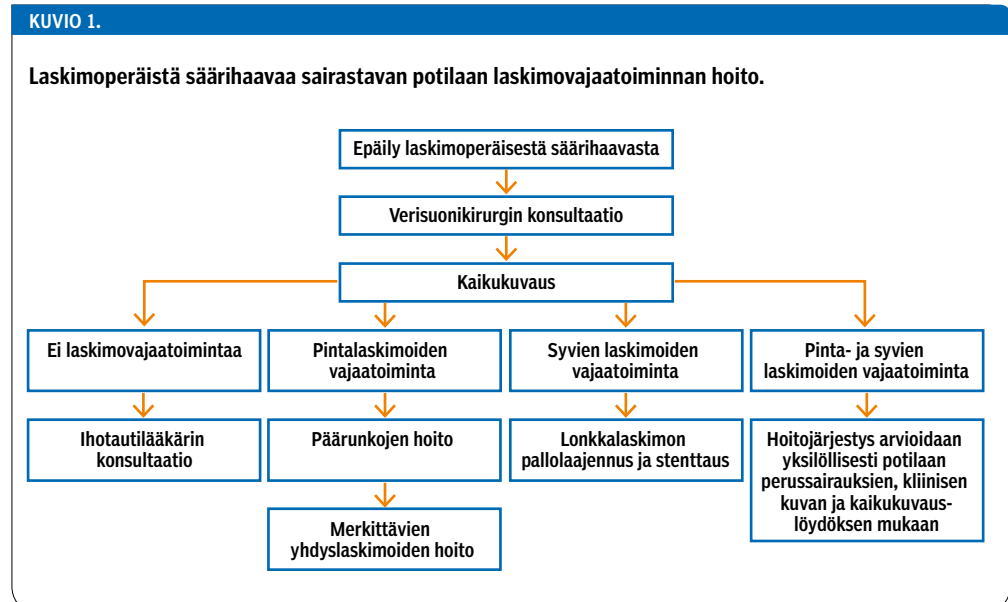 KUVIO 1.
Laskimoperäistä säärihaavaa sairastavan potilaan laskimovajaatoiminnan hoito.
Epäily laskimoperäisestä säärihaavasta
Verisuonikirurgin konsultaatio
Kaikukuvaus
Ei laskimovajaatoimintaa
Pintalaskimoiden
vajaatoiminta
Syvien laskimoiden
vajaatoiminta
Pinta- ja syvien
laskimoiden vajaatoiminta
Ihotautilääkärin
konsultaatio
Päärunkojen hoito
Lonkkalaskimon
pallolaajennus ja stenttaus
Hoitojärjestys arvioidaan
yksilöllisesti potilaan
perussairauksien, kliinisen
kuvan ja kaikukuvaus-
löydöksen mukaan
Merkittävien
yhdyslaskimoiden hoito